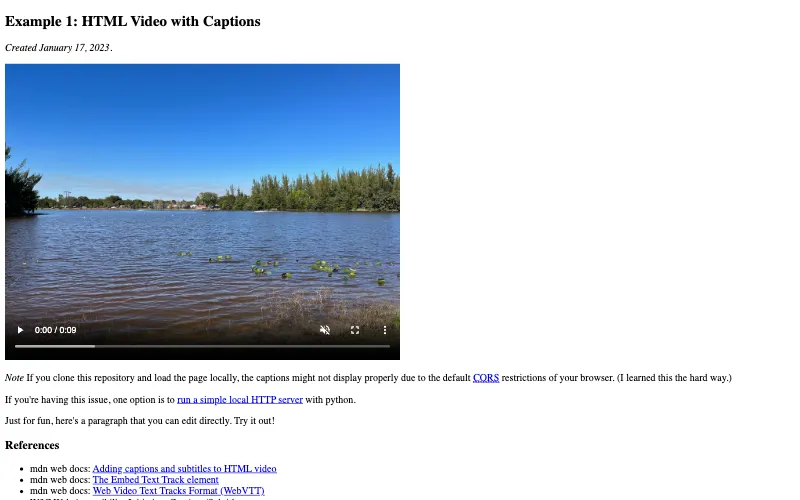 Example 1: HTML Video with Captions
Created January 17, 2023.
0:00 / 0:09
Note If you clone this repository and load the page locally, the captions might not display properly due to the default CORS restrictions of your browser. (I learned this the hard way.)
If you're having this issue, one option is to run a simple local HTTP server with python.
Just for fun, here's a paragraph that you can edit directly. Try it out!
References
mdn web docs: Adding captions and subtitles to HTML video
mdn web docs: The Embed Text Track element
mdn web docs: Web Video Text Tracks Format (WebVTT)